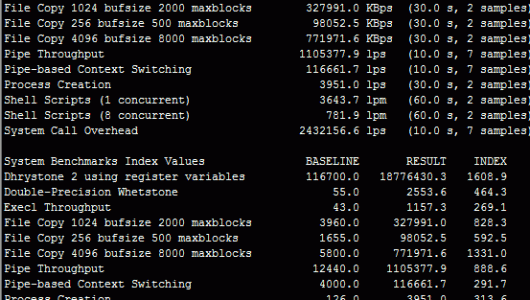 File Copy 1024 bufsize 2000 maxblocks 327991.0 KBps (30.0 s, 2 samples)
File Copy 256 bufsize 500 maxblocks 98052.5 KBps (30.0 s, 2 samples)
File Copy 4096 bufsize 8000 maxblocks 771971.6 KBps (30.0 s, 2 samples)
Pipe Throughput 1105377.9 lps (10.0 s, 7 samples)
Pipe-based Context Switching 116661.7 lps (10.0 s, 7 samples)
Process Creation 3951.0 lps (30.0 s, 2 samples)
Shell Scripts (1 concurrent) 3643.7 lpm (60.0 s, 2 samples)
Shell Scripts (8 concurrent) 781.9 lpm (60.0 s, 2 samples)
System Call Overhead 2432156.6 lps (10.0 s, 7 samples)
System Benchmarks Index Values BASELINE RESULT INDEX
Dhrystone 2 using register variables 116700.0 18776430.3 1608.9
Double-Precision Whetstone 55.0 2553.6 464.3
Execl Throughput 43.0 1157.3 269.1
File Copy 1024 bufsize 2000 maxblocks 3960.0 327991.0 828.3
File Copy 256 bufsize 500 maxblocks 1655.0 98052.5 592.5
File Copy 4096 bufsize 8000 maxblocks 5800.0 771971.6 1331.0
Pipe Throughput 12440.0 1105377.9 888.6
Pipe-based Context Switching 4000.0 116661.7 291.7
Process Creation 126.0 3951.0 313.6